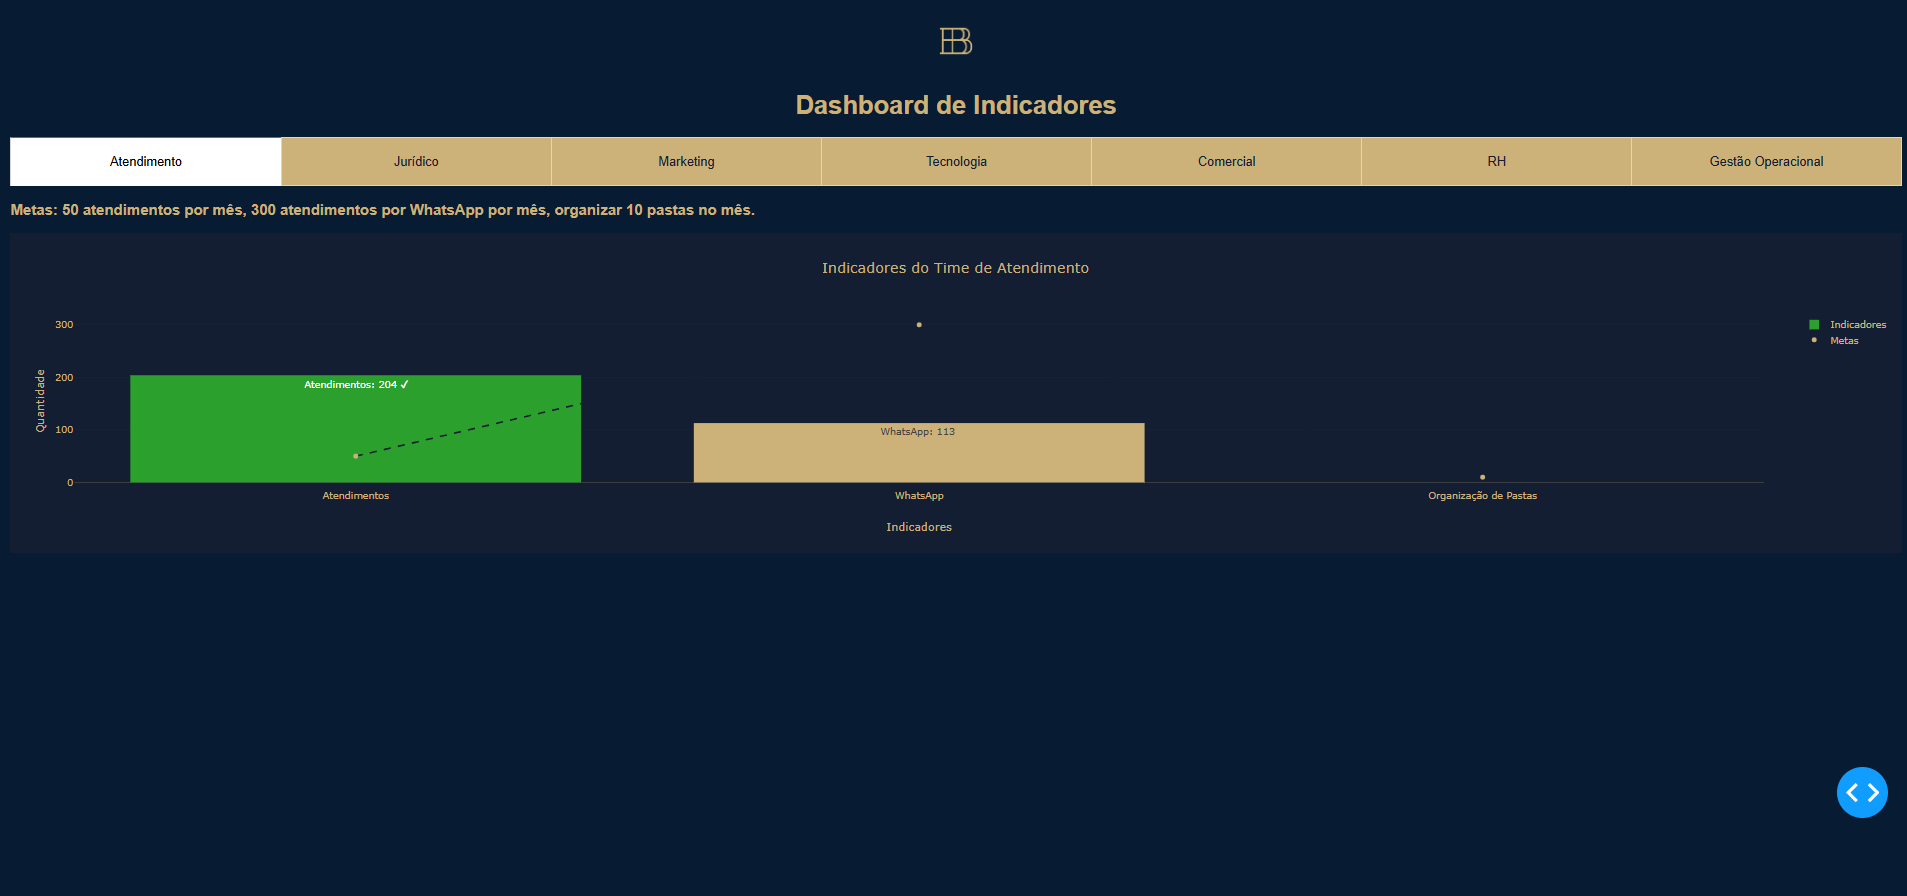 B
Dashboard de Indicadores
Atendimento Jurídico Marketing Tecnologia Comercial RH Gestão Operacional
Metas: 50 atendimentos por mês, 300 atendimentos por WhatsApp por mês, organizar 10 pastas no mês.
Indicadores do Time de Atendimento
300
200
100
0
Quantidade
Atendimentos: 204 ✓
WhatsApp: 113
Atendimentos WhatsApp Organização de Pastas
Indicadores
Indicadores
Metas